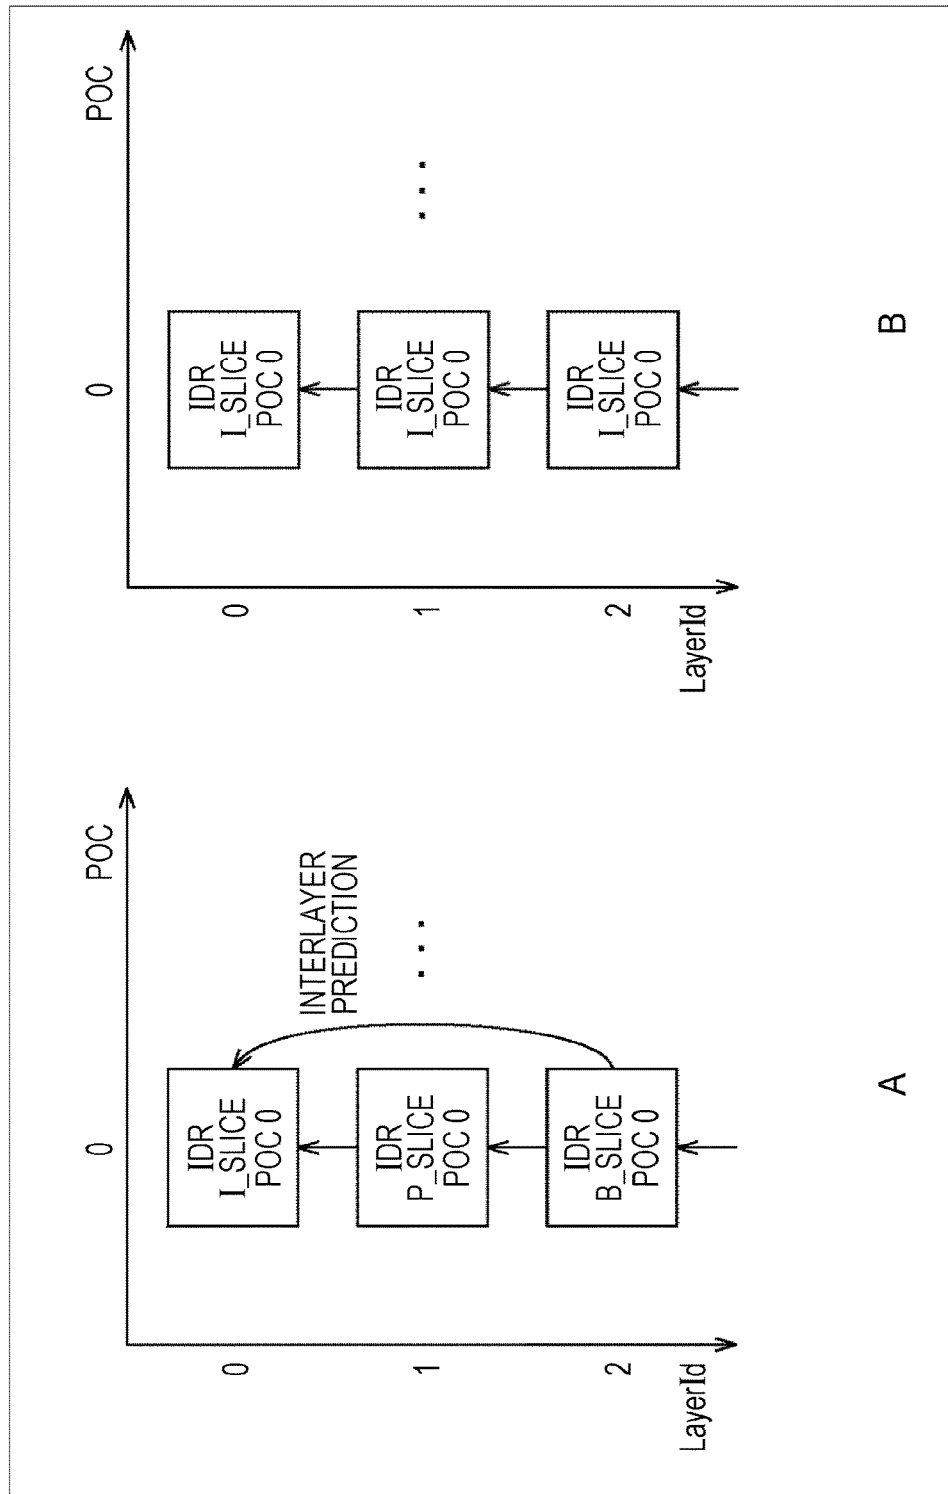 POC
0
0
IDR
I_SLICE
POC 0
INTERLAYER
PREDICTION
1
IDR
P_SLICE
POC 0
. . .
2
IDR
B_SLICE
POC 0
LayerId
A
POC
0
0
IDR
I_SLICE
POC 0
1
IDR
I_SLICE
POC 0
. . .
2
IDR
I_SLICE
POC 0
LayerId
B